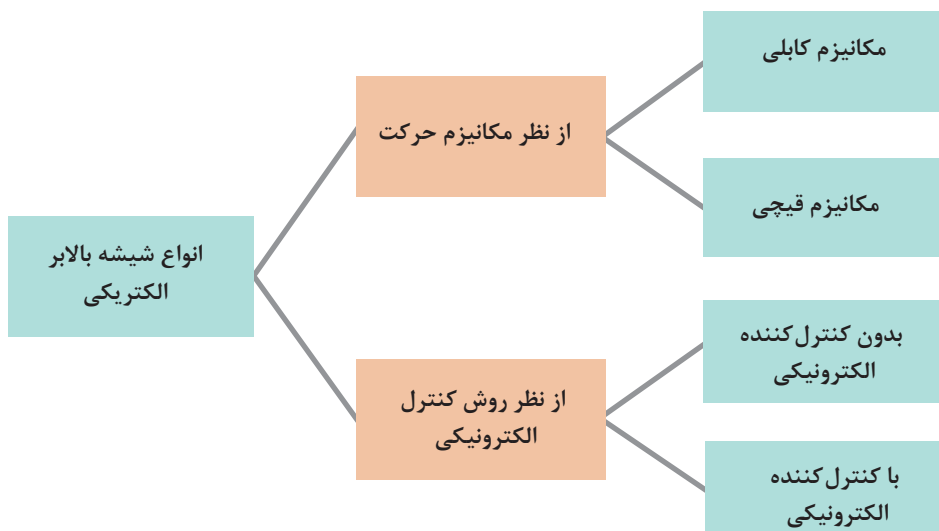 انواع شیشه بالابر
الکتریکی
از نظر مکانیزم حرکت
مکانیزم کابلی
مکانیزم قیچی
از نظر روش کنترل
الکترونیکی
بدون کنترل‌کننده
الکترونیکی
با کنترل‌کننده
الکترونیکی